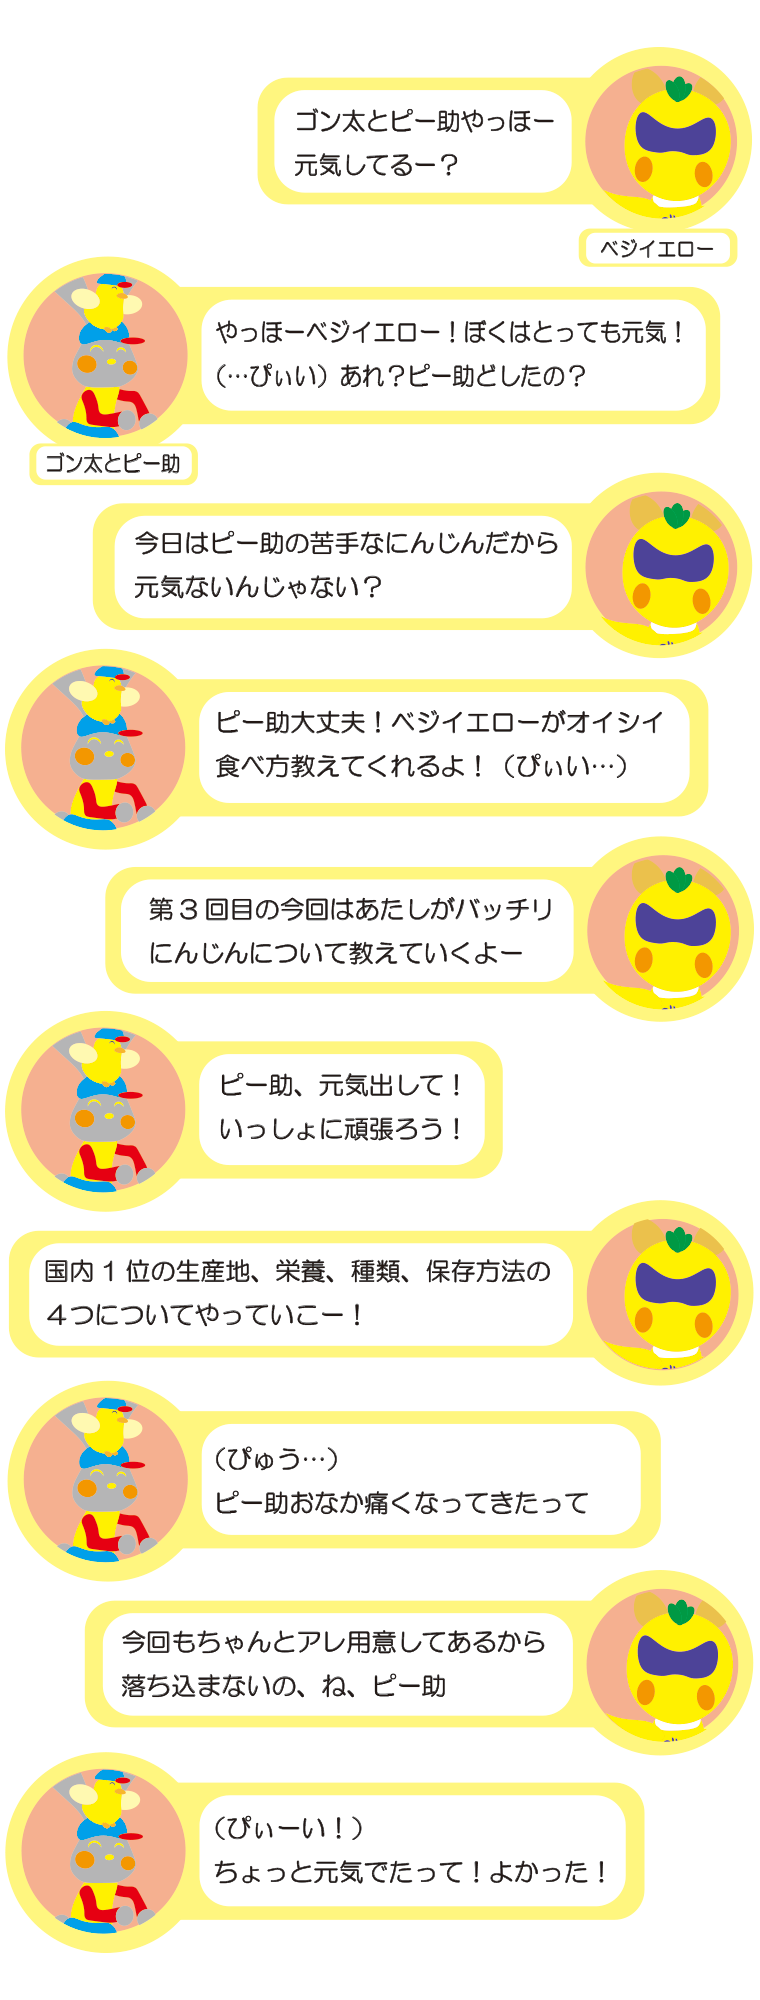 ゴン太とピー助やっほー
元気してるー？
ベジイエロー
やっほーベジイエロー！ぼくはとっても元気！
（…ぴぃい）あれ？ピー助どしたの？
ゴン太とピー助
今日はピー助の苦手なにんじんだから
元気ないんじゃない？
ピー助大丈夫！ベジイエローがオイシイ
食べ方教えてくれるよ！（ぴぃい…）
第３回目の今回はあたしがバッチリ
にんじんについて教えていくよー
ピー助、元気出して！
いっしょに頑張ろう！
国内１位の生産地、栄養、種類、保存方法の
４つについてやっていこー！
（ぴゅう…）
ピー助おなか痛くなってきたって
今回もちゃんとアレ用意してあるから
落ち込まないの、ね、ピー助
（ぴぃーい！）
ちょっと元気でたって！よかった！